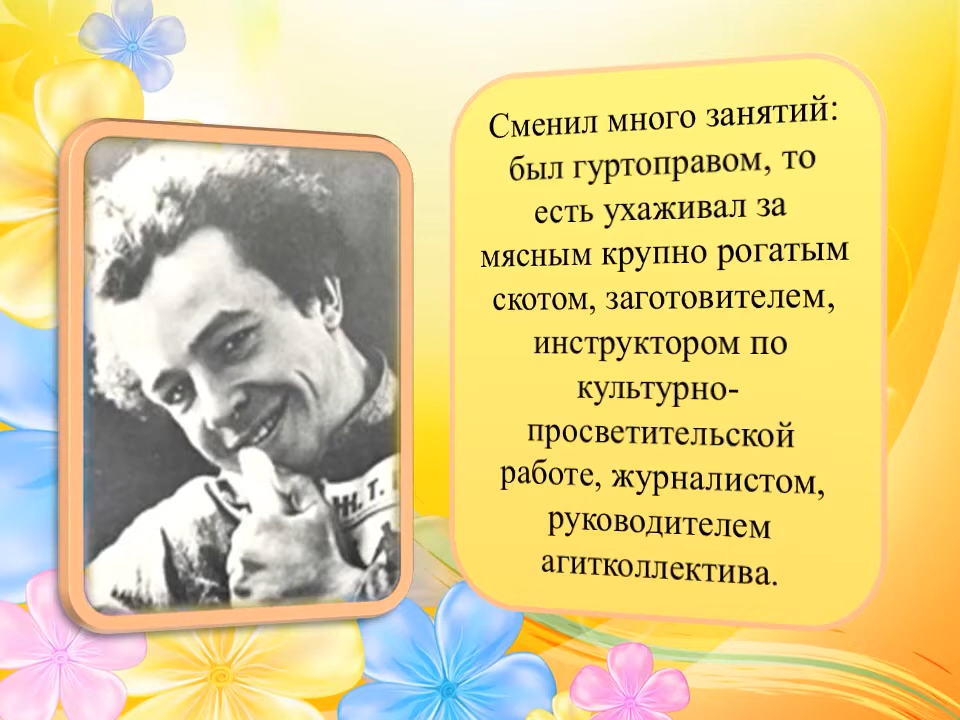 Сменил много занятий:
был гуртоправом, то
есть ухаживал за
мясным крупно рогатым
скотом, заготовителем,
инструктором по
культурно-
просветительской
работе, журналистом,
руководителем
агитколлектива.
Н. Т.